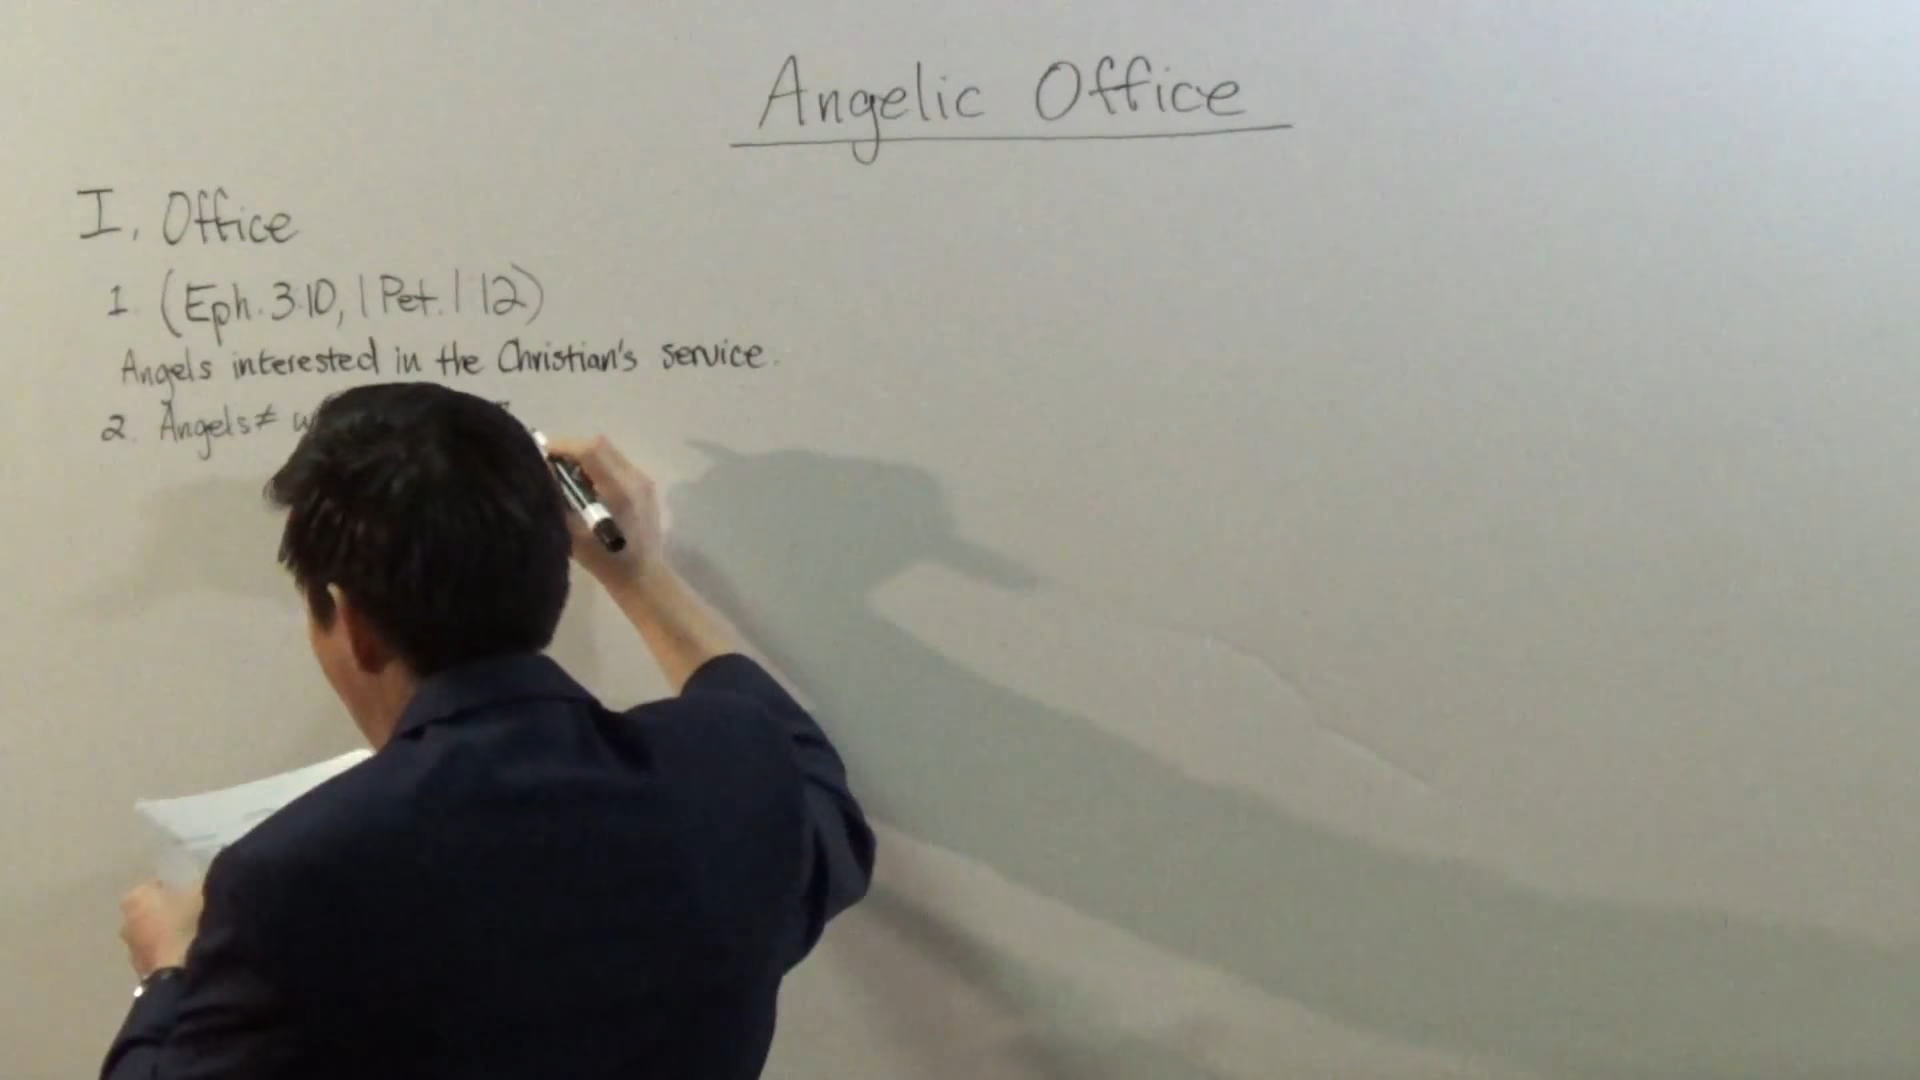 Angelic Office
I. Office
1. (Eph. 3:10, 1 Pet. 1 12)
Angels interested in the Christian's service.
2. Angels ≠